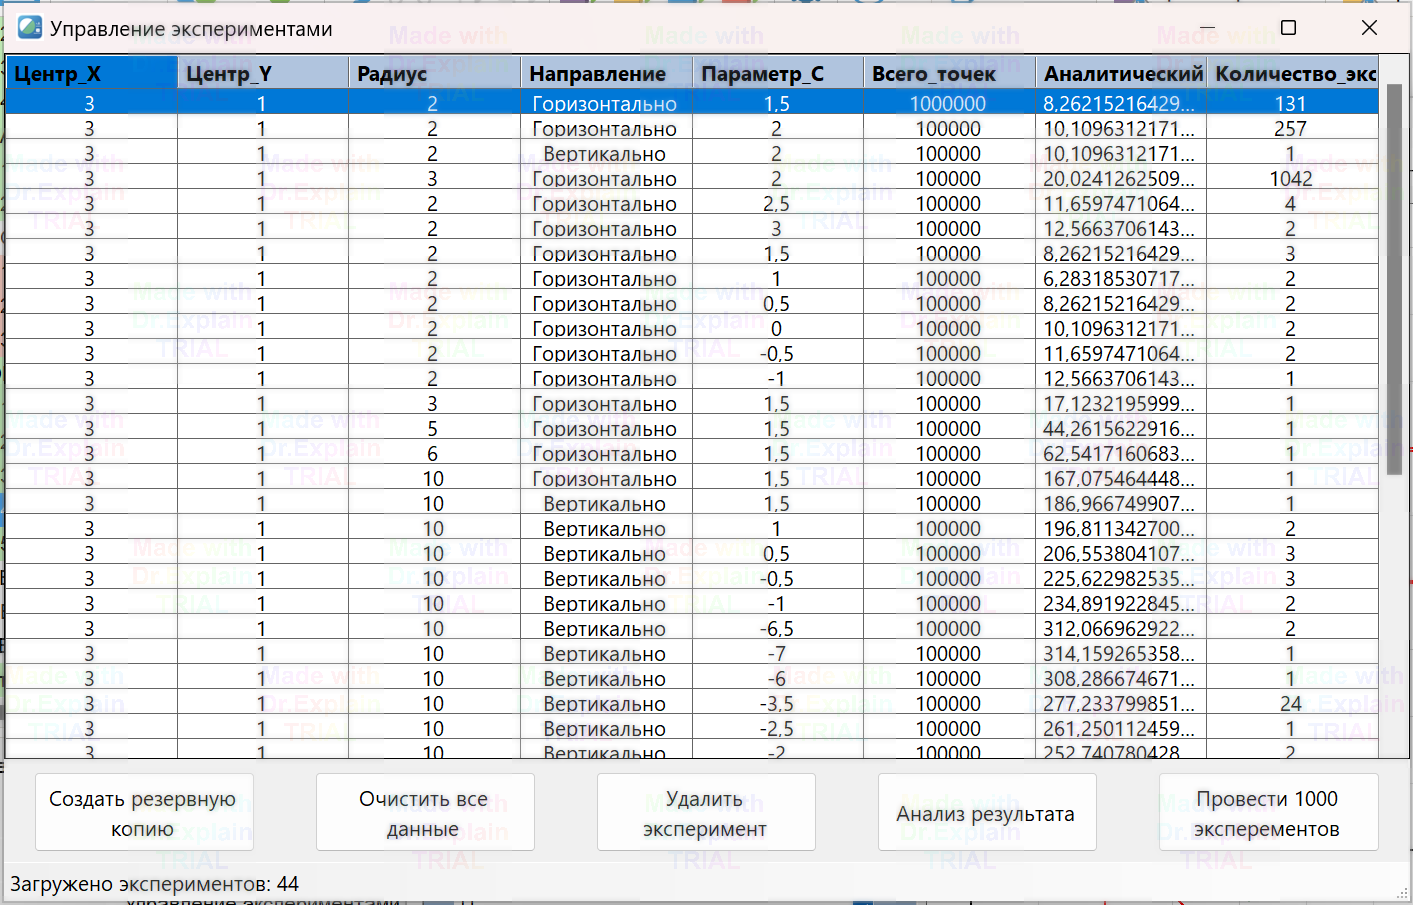 Управление экспериментами
Центр_X Центр_Y Радиус Направление Параметр_C Всего_точек Аналитический Количество_экс
3 1 2 Горизонтально 1,5 1000000 8,26215216429... 131
3 1 2 Горизонтально 2 100000 10,1096312171... 257
3 1 2 Вертикально 2 100000 10,1096312171... 1
3 1 3 Горизонтально 2 100000 20,0241262509... 1042
3 1 2 Горизонтально 2,5 100000 11,6597471064... 4
3 1 2 Горизонтально 3 100000 12,5663706143... 2
3 1 2 Горизонтально 1,5 100000 8,26215216429... 3
3 1 2 Горизонтально 1 100000 6,28318530717... 2
3 1 2 Горизонтально 0,5 100000 8,26215216429... 2
3 1 2 Горизонтально 0 100000 10,1096312171... 2
3 1 2 Горизонтально -0,5 100000 11,6597471064... 2
3 1 2 Горизонтально -1 100000 12,5663706143... 1
3 1 3 Горизонтально 1,5 100000 17,1232195999... 1
3 1 5 Горизонтально 1,5 100000 44,2615622916... 1
3 1 6 Горизонтально 1,5 100000 62,5417160683... 1
3 1 10 Горизонтально 1,5 100000 167,075464448... 1
3 1 10 Вертикально 1,5 100000 186,966749907... 1
3 1 10 Вертикально 1 100000 196,811342700... 2
3 1 10 Вертикально 0,5 100000 206,553804107... 3
3 1 10 Вертикально -0,5 100000 225,622982535... 3
3 1 10 Вертикально -1 100000 234,891922845... 2
3 1 10 Вертикально -6,5 100000 312,066962922... 2
3 1 10 Вертикально -7 100000 314,159265358... 1
3 1 10 Вертикально -6 100000 308,286674671... 1
3 1 10 Вертикально -3,5 100000 277,233799851... 24
3 1 10 Вертикально -2,5 100000 261,250112459... 1
3 1 10 Вертикально -2 100000 252,740780428... 2
Создать резервную
копию
Очистить все
данные
Удалить
эксперимент
Анализ результата
Провести 1000
эксперементов
Загружено экспериментов: 44
Made with
Dr.Explain
TRIAL